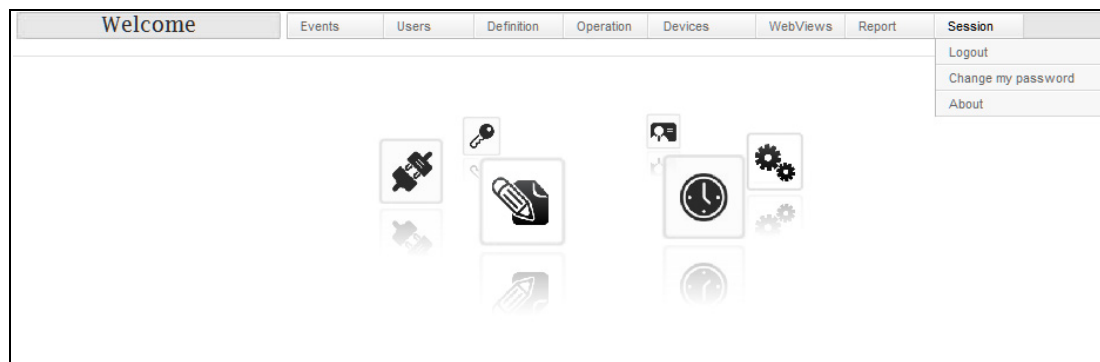 Welcome Events Users Definition Operation Devices WebViews Report Session
Logout
Change my password
About